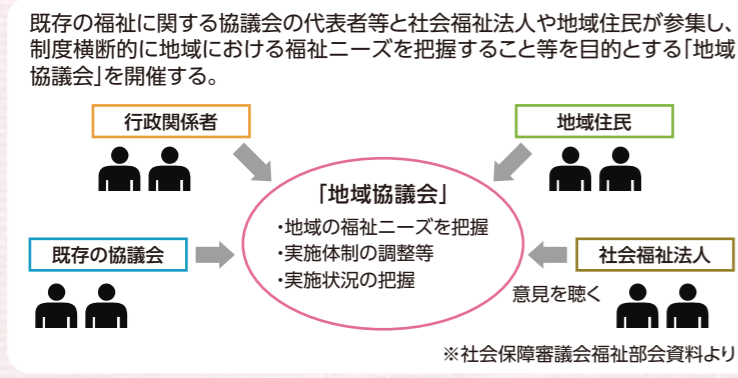 既存の福祉に関する協議会の代表者等と社会福祉法人や地域住民が参集し、
制度横断的に地域における福祉ニーズを把握すること等を目的とする「地域
協議会」を開催する。
行政関係者
地域住民
「地域協議会」
・地域の福祉ニーズを把握
・実施体制の調整等
・実施状況の把握
既存の協議会
社会福祉法人
意見を聴く
※社会保障審議会福祉部会資料より